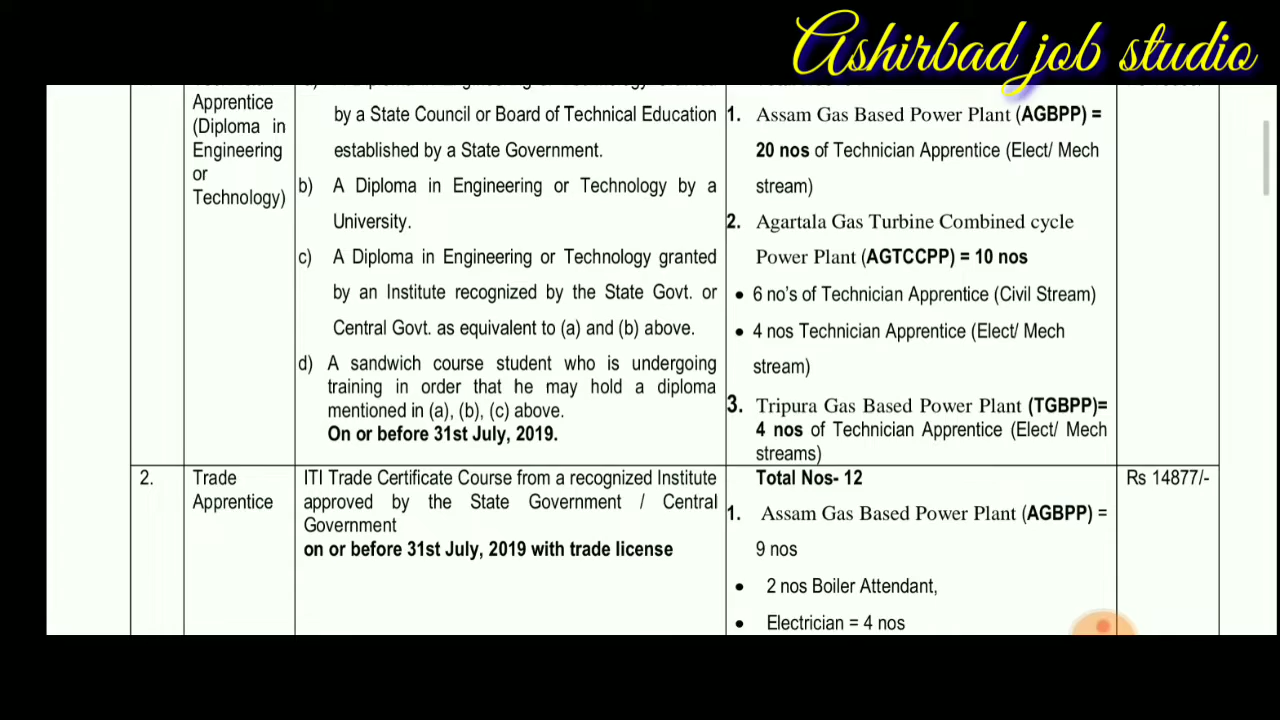 Ashirbad job studio
Apprentice
(Diploma in
Engineering
or
Technology)
by a State Council or Board of Technical Education
established by a State Government.
b) A Diploma in Engineering or Technology by a
University.
c) A Diploma in Engineering or Technology granted
by an Institute recognized by the State Govt. or
Central Govt. as equivalent to (a) and (b) above.
d) A sandwich course student who is undergoing
training in order that he may hold a diploma
mentioned in (a), (b), (c) above.
On or before 31st July, 2019.
1. Assam Gas Based Power Plant (AGBPP) =
20 nos of Technician Apprentice (Elect/ Mech
stream)
2. Agartala Gas Turbine Combined cycle
Power Plant (AGTCCPP) = 10 nos
• 6 no's of Technician Apprentice (Civil Stream)
• 4 nos Technician Apprentice (Elect/ Mech
stream)
3. Tripura Gas Based Power Plant (TGBPP)=
4 nos of Technician Apprentice (Elect/ Mech
streams)
2.
Trade
Apprentice
ITI Trade Certificate Course from a recognized Institute
approved by the State Government / Central
Government
on or before 31st July, 2019 with trade license
Total Nos- 12
1. Assam Gas Based Power Plant (AGBPP) =
9 nos
• 2 nos Boiler Attendant,
• Electrician = 4 nos
Rs 14877/-